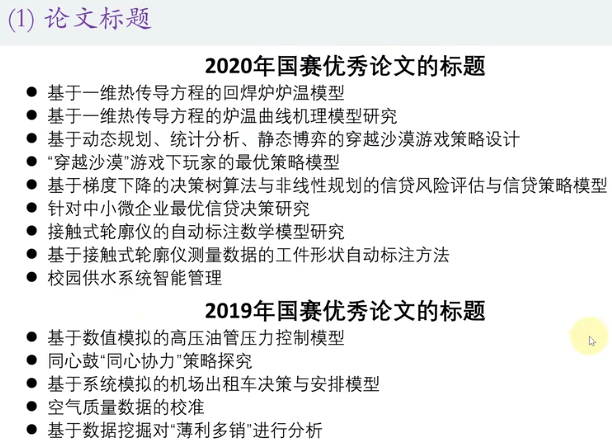 (1) 论文标题
2020年国赛优秀论文的标题
● 基于一维热传导方程的回焊炉炉温模型
● 基于一维热传导方程的炉温曲线机理模型研究
● 基于动态规划、统计分析、静态博弈的穿越沙漠游戏策略设计
● “穿越沙漠”游戏下玩家的最优策略模型
● 基于梯度下降的决策树算法与非线性规划的信贷风险评估与信贷策略模型
● 针对中小微企业最优信贷决策研究
● 接触式轮廓仪的自动标注数学模型研究
● 基于接触式轮廓仪测量数据的工件形状自动标注方法
● 校园供水系统智能管理
2019年国赛优秀论文的标题
● 基于数值模拟的高压油管压力控制模型
● 同心鼓“同心协力”策略探究
● 基于系统模拟的机场出租车决策与安排模型
● 空气质量数据的校准
● 基于数据挖掘对“薄利多销”进行分析